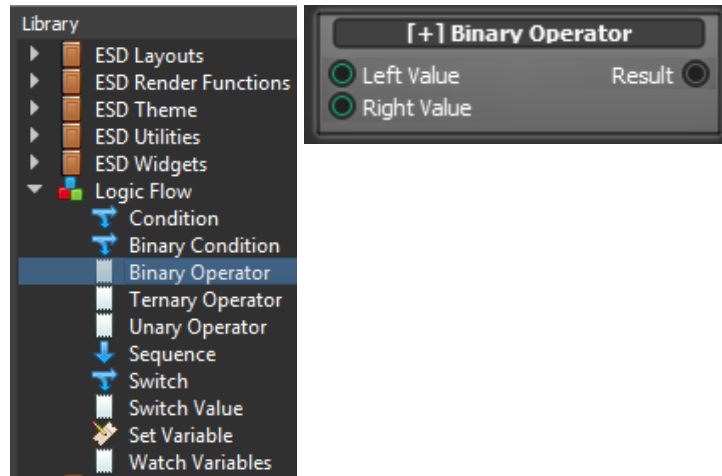 Library
ESD Layouts
ESD Render Functions
ESD Theme
ESD Utilities
ESD Widgets
Logic Flow
Condition
Binary Condition
Binary Operator
Ternary Operator
Unary Operator
Sequence
Switch
Switch Value
Set Variable
Watch Variables
[+] Binary Operator
Left Value Result
Right Value